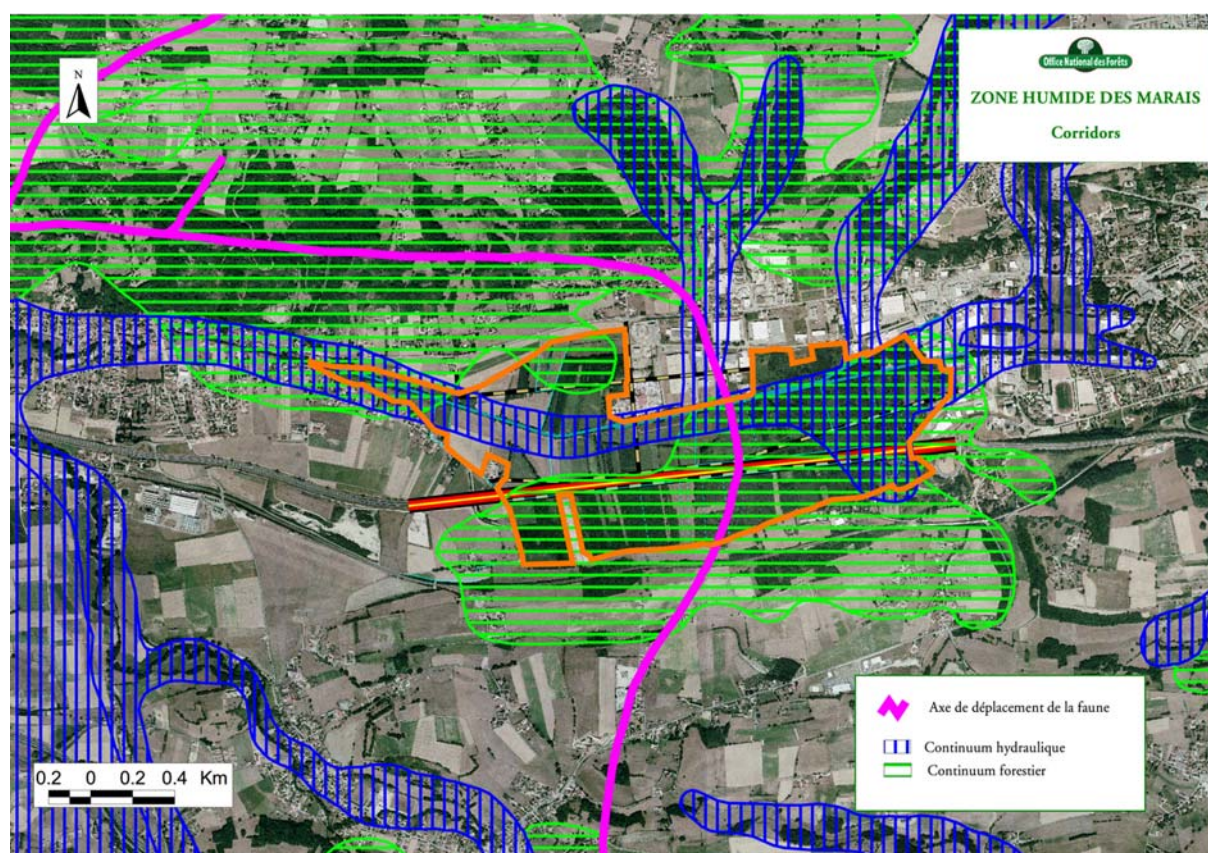 Office National des Forêts
ZONE HUMIDE DES MARAIS
Corridors
N
Axe de déplacement de la faune
Continuum hydraulique
Continuum forestier
0.2 0 0.2 0.4 Km